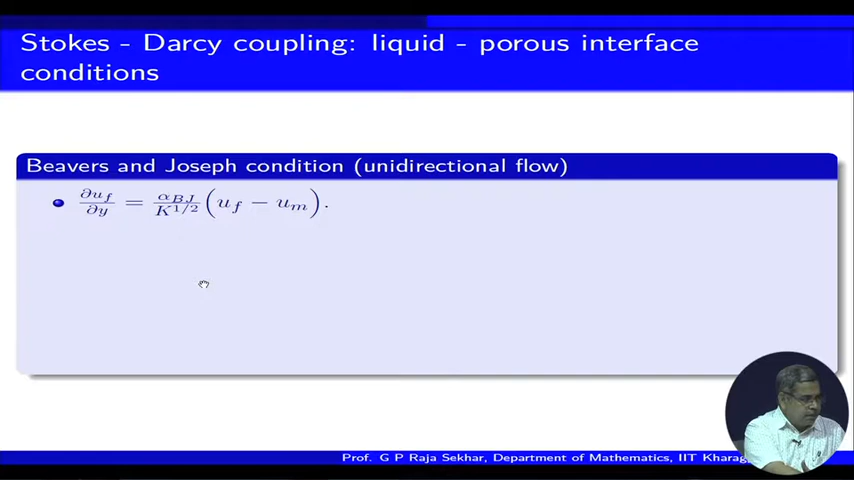 Stokes - Darcy coupling: liquid - porous interface
conditions
Beavers and Joseph condition (unidirectional flow)
∂u_f/∂y = α_BJ/K^{1/2} (u_f − u_m).
Prof. G P Raja Sekhar, Department of Mathematics, IIT